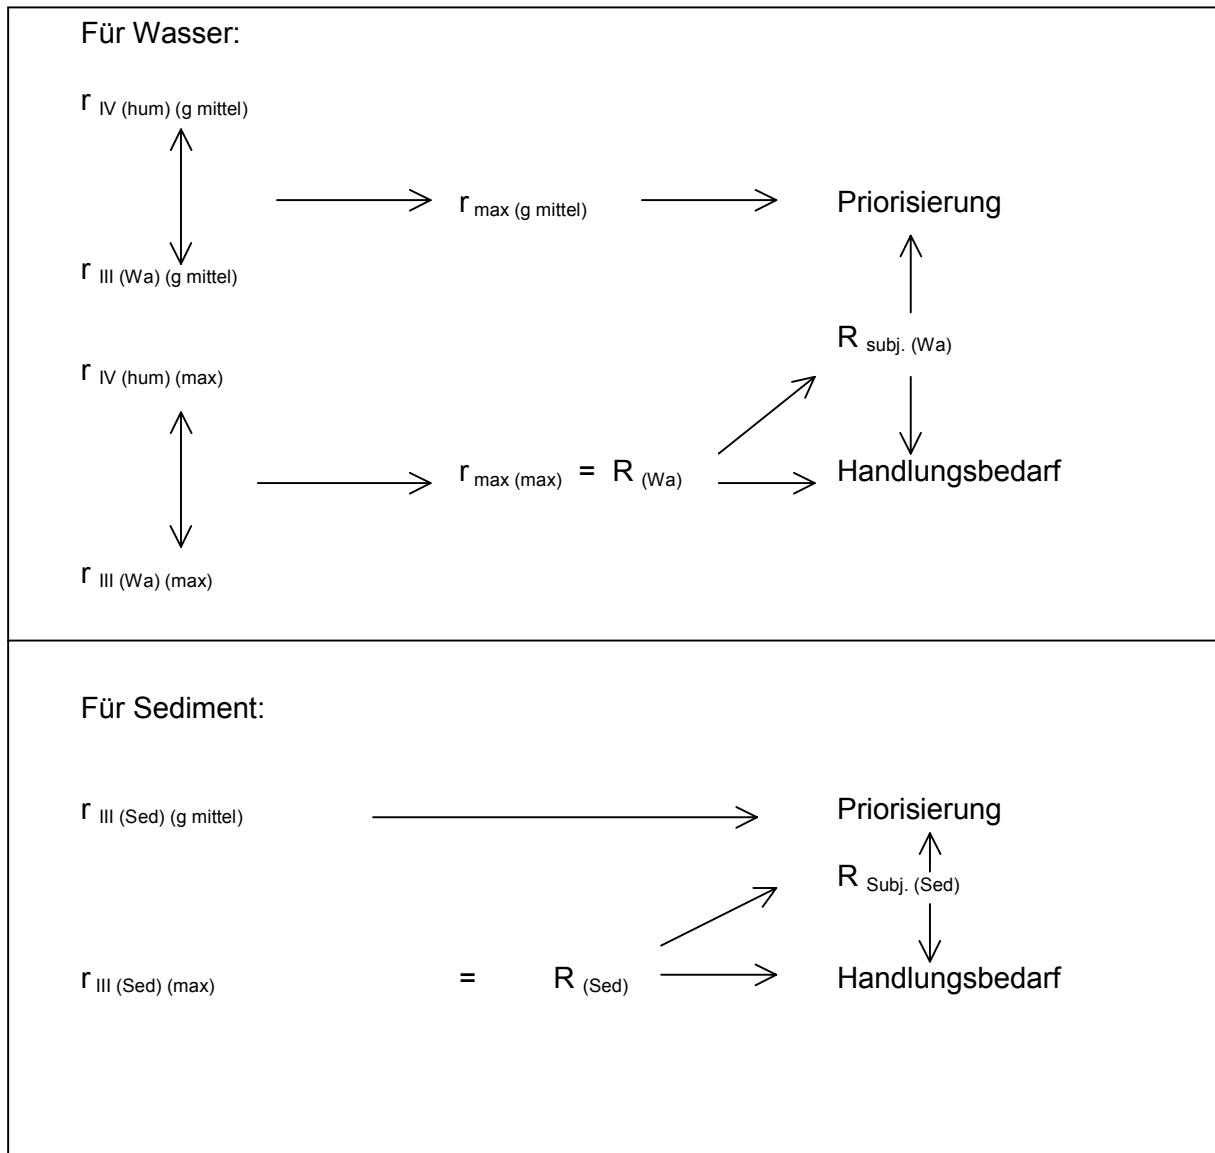 Für Wasser:
r IV (hum) (g mittel)
r max (g mittel) Priorisierung
r III (Wa) (g mittel)
R subj. (Wa)
r IV (hum) (max)
r max (max) = R (Wa) Handlungsbedarf
r III (Wa) (max)
Für Sediment:
r III (Sed) (g mittel) Priorisierung
R Subj. (Sed)
r III (Sed) (max) = R (Sed) Handlungsbedarf